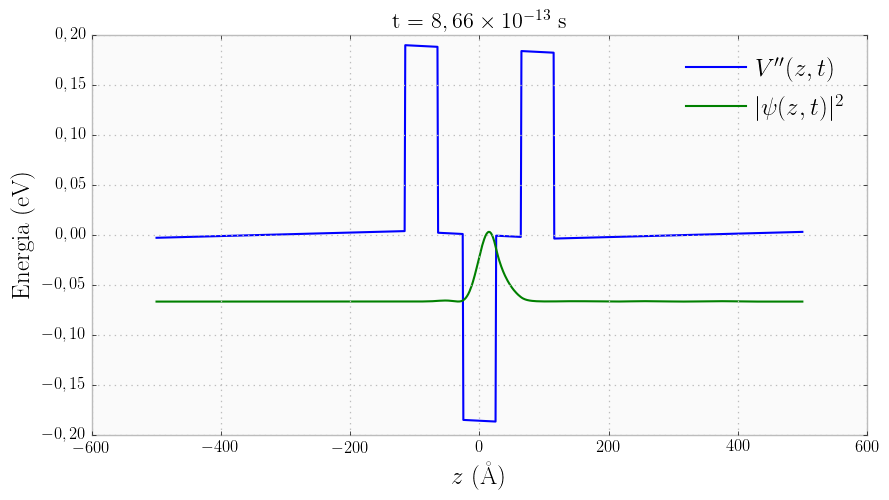 t = 8,66 × 10⁻¹³ s
0,20
0,15
0,10
0,05
0,00
−0,05
−0,10
−0,15
−0,20
Energia (eV)
V′′(z, t)
|ψ(z, t)|²
−600 −400 −200 0 200 400 600
z (Å)